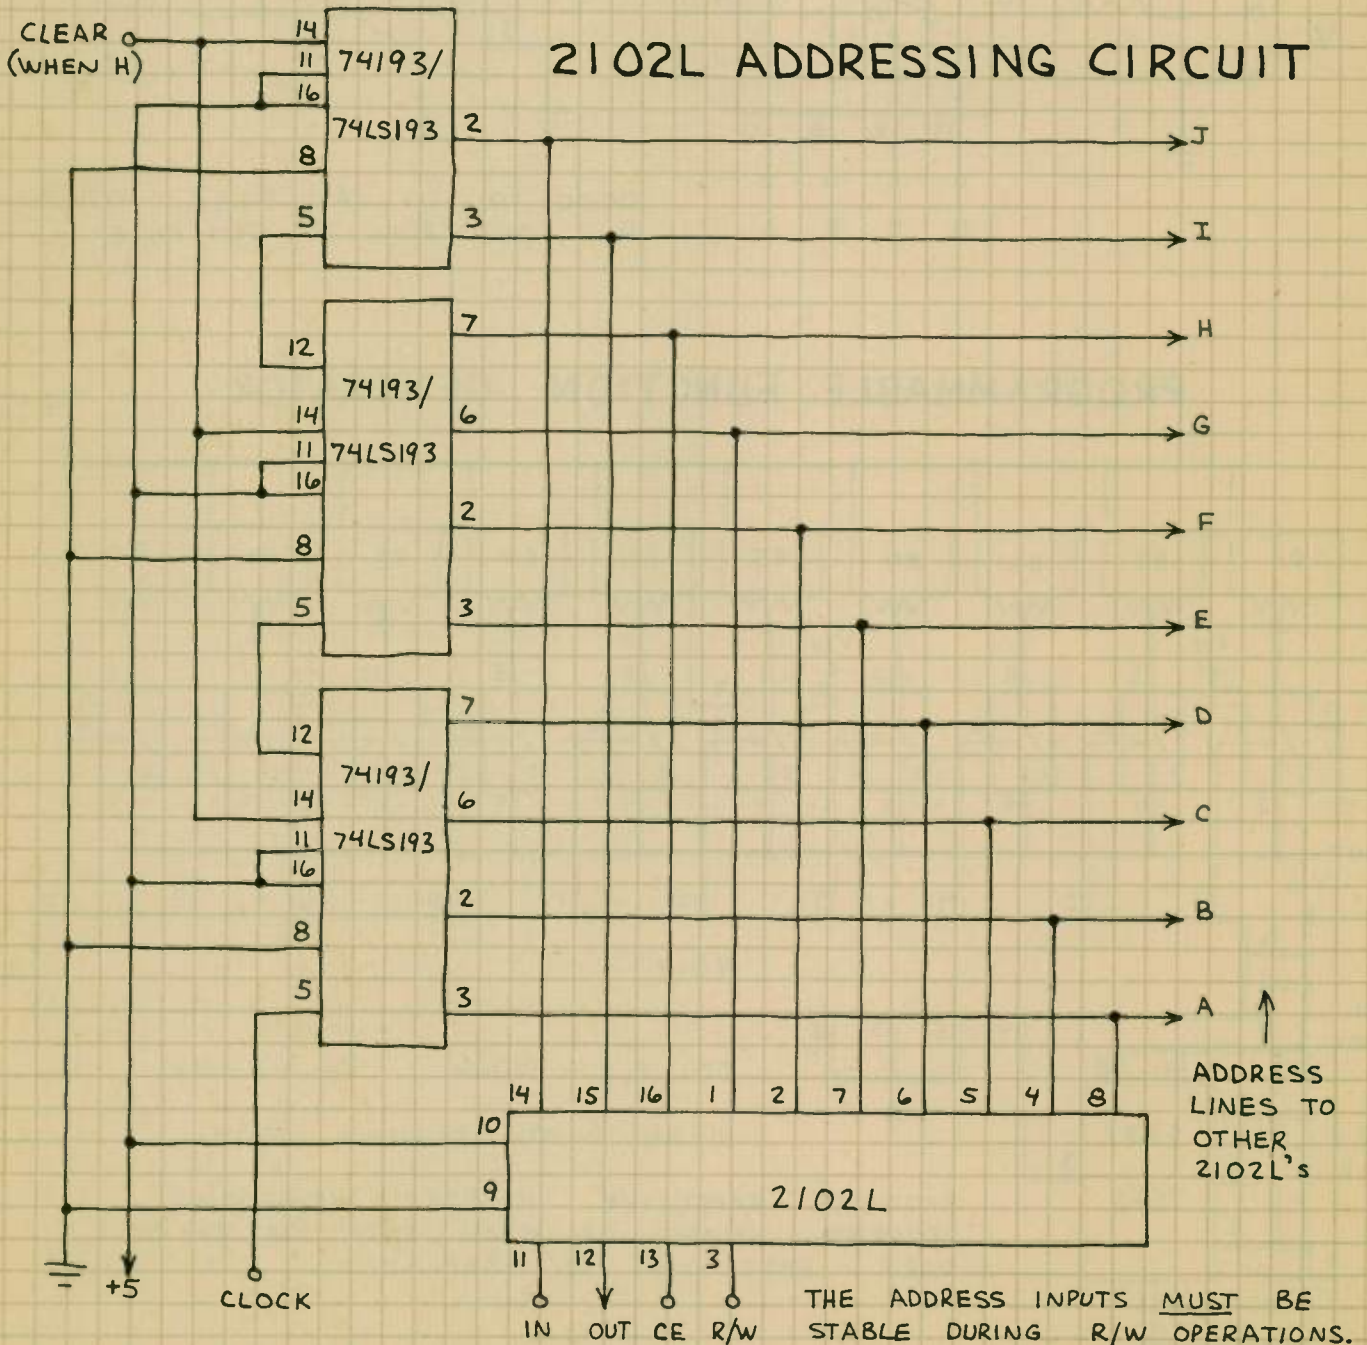 2102L ADDRESSING CIRCUIT
CLEAR
(WHEN H)
14
11
16
8
5
74193/
74LS193
2
3
J
I
12
14
11
16
8
5
74193/
74LS193
7
6
2
3
H
G
F
E
12
14
11
16
8
5
74193/
74LS193
7
6
2
3
D
C
B
A
ADDRESS
LINES TO
OTHER
2102L's
14 15 16 1 2 7 6 5 4 8
10
9
2102L
11 12 13 3
IN OUT CE R/W
+5
CLOCK
THE ADDRESS INPUTS MUST BE
STABLE DURING R/W OPERATIONS.